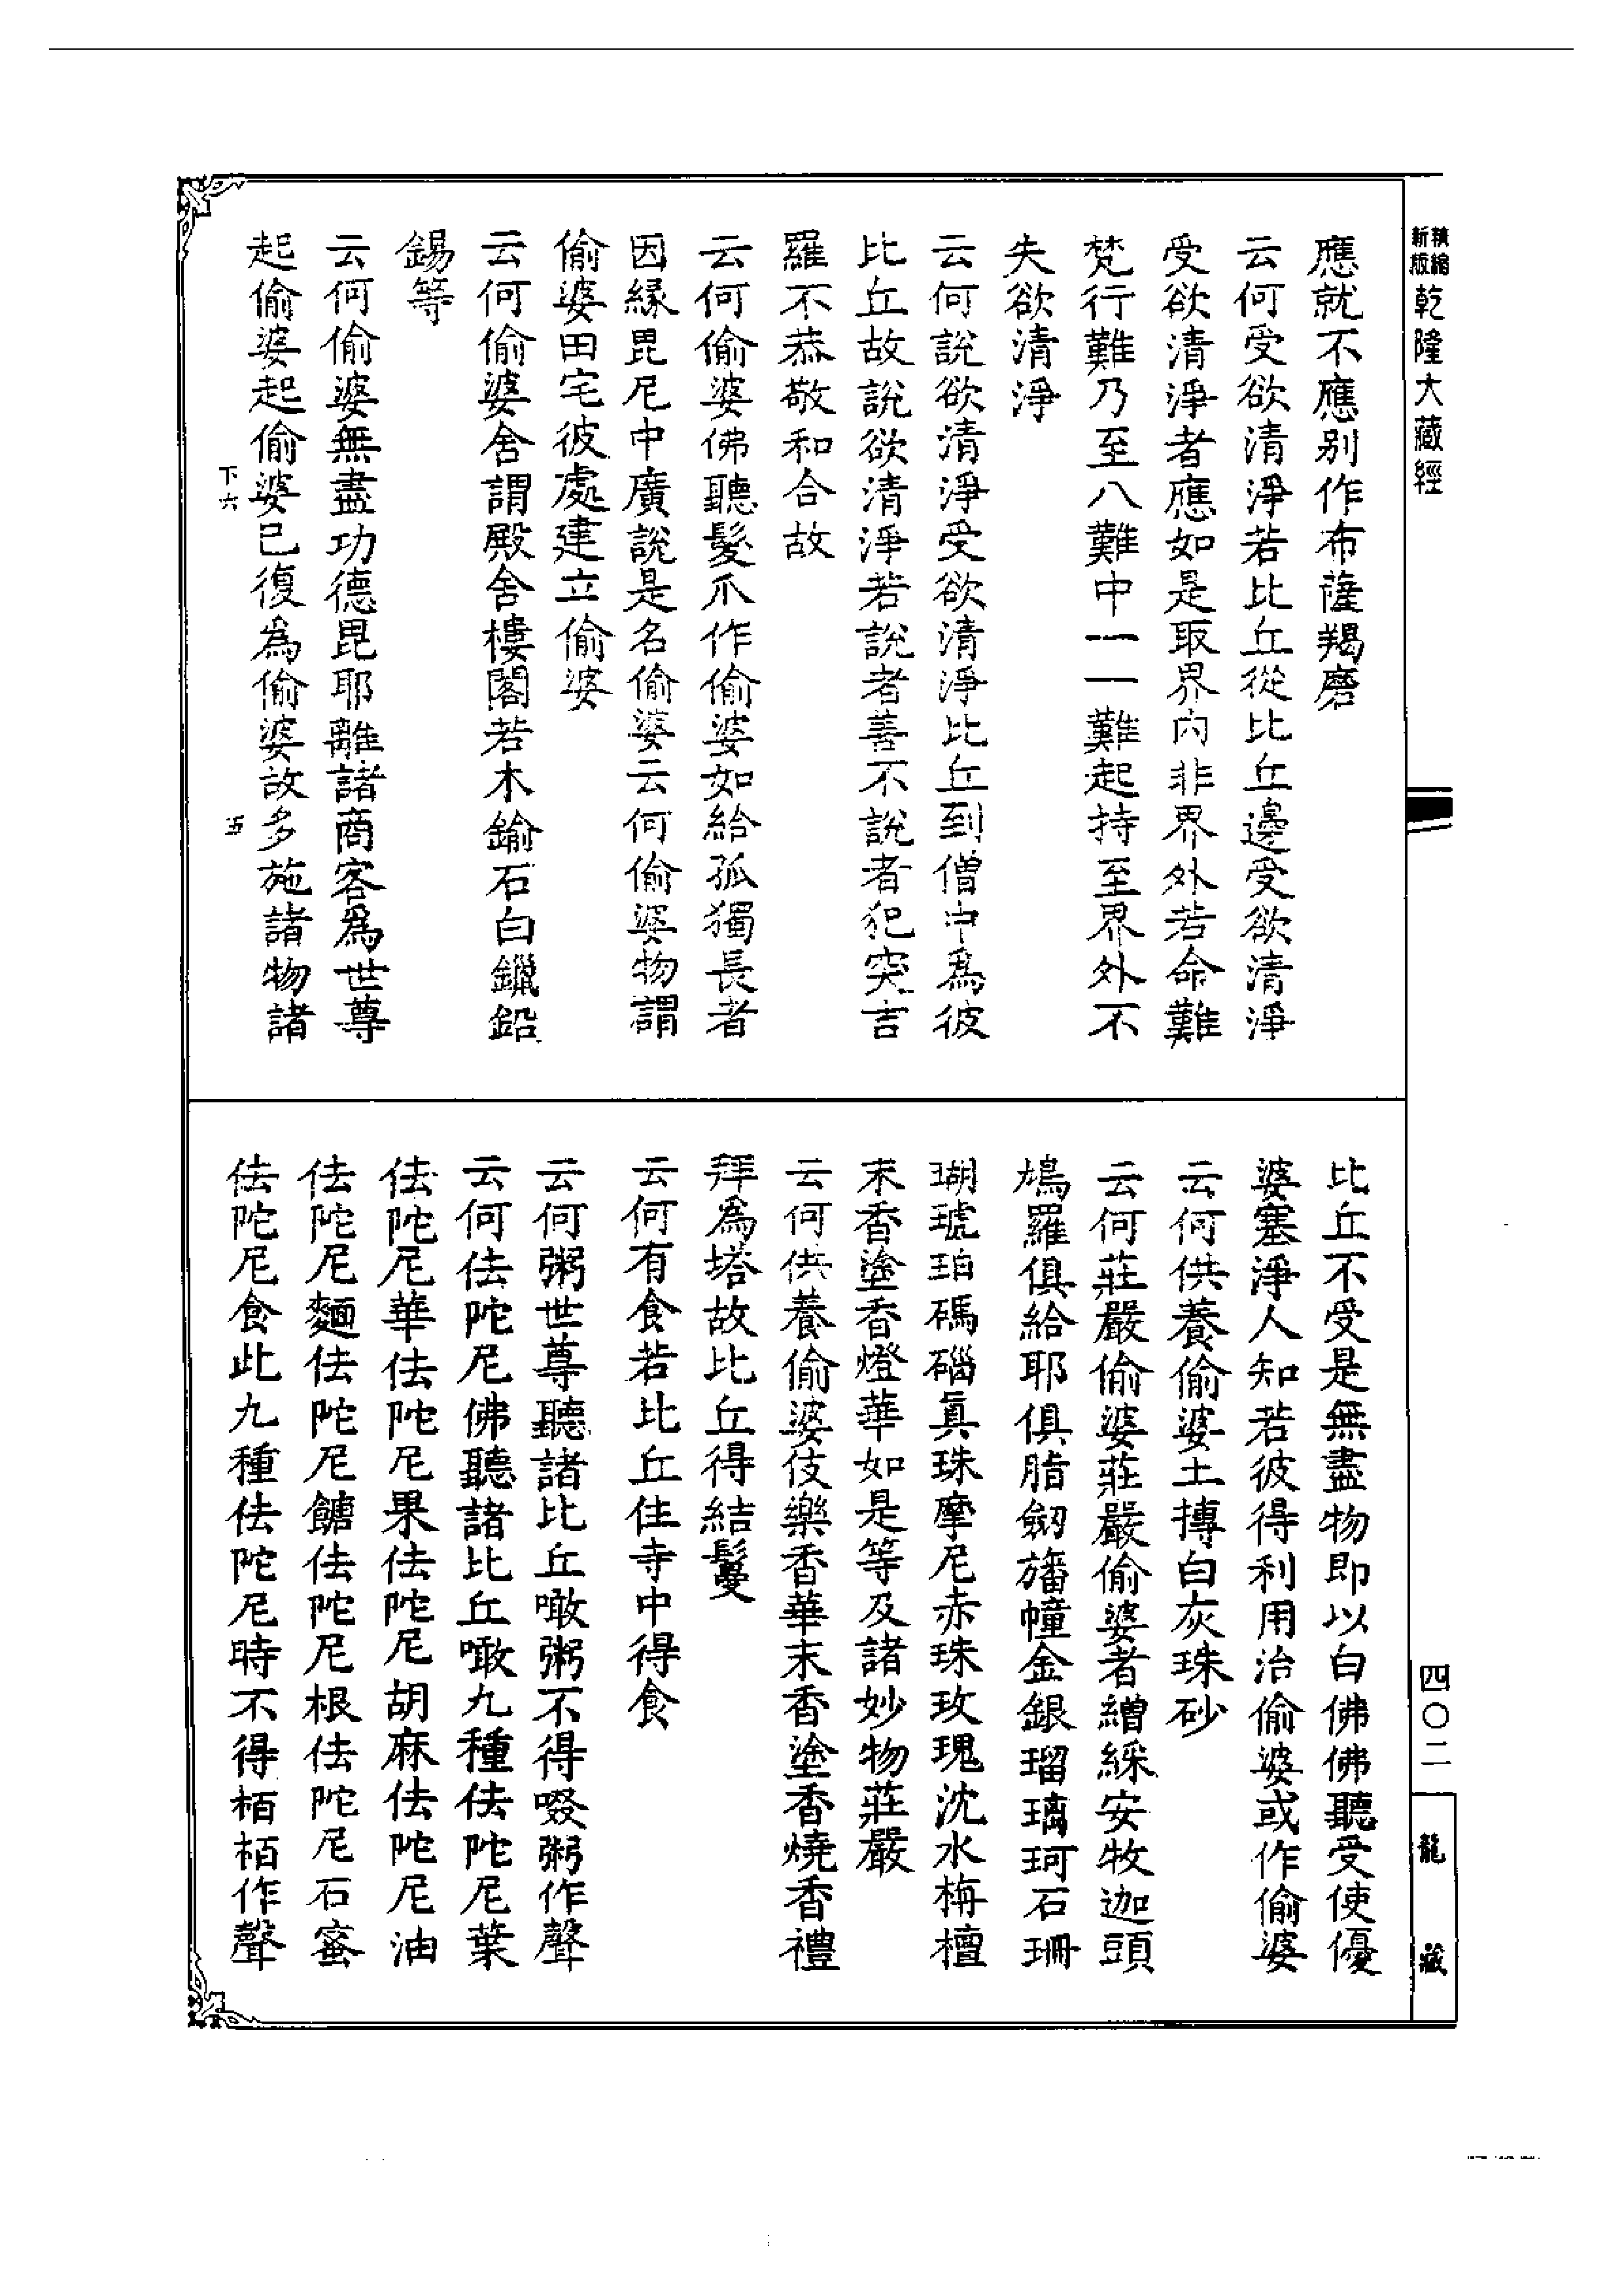 新版精縮乾隆大藏經
應就不應別作布薩羯磨
云何受欲清淨若比丘從比丘邊受欲清淨
受欲清淨者應如是取界內非界外若命難
梵行難乃至八難中一一難起持至界外不
失欲清淨
云何說欲清淨受欲清淨比丘到僧中為彼
比丘故說欲清淨若說者善不說者犯突吉
羅不恭敬和合故
云何偷婆佛聽髮爪作偷婆如給孤獨長者
因緣毘尼中廣說是名偷婆云何偷婆物謂
偷婆田宅彼處建立偷婆
云何偷婆舍謂殿舍樓閣若木鍮石白鑞鉛
錫等
云何偷婆無盡功德毘耶離諸商客爲世尊
起偷婆起偷婆已復為偷婆故多施諸物諸
下六
五
比丘不受是無盡物即以白佛佛聽受使優
婆塞淨人知若彼得利用治偷婆或作偷婆
云何供養偷婆土摶白灰珠砂
云何莊嚴偷婆莊嚴偷婆者繒綵安牧迦頭
鳩羅俱給耶俱脂劒旛幢金銀瑠璃珂石珊
瑚琥珀碼碯真珠摩尼赤珠玫瑰沈水栴檀
末香塗香燈華如是等及諸妙物莊嚴
云何供養偷婆伎樂香華末香塗香燒香禮
拜為塔故比丘得結鬘
云何有食若比丘住寺中得食
云何粥世尊聽諸比丘噉粥不得啜粥作聲
云何佉陀尼佛聽諸比丘噉九種佉陀尼葉
佉陀尼華佉陀尼果佉陀尼胡麻佉陀尼油
佉陀尼麵佉陀尼餹佉陀尼根佉陀尼石蜜
佉陀尼食此九種佉陀尼時不得栢栢作聲
四〇二
龍藏